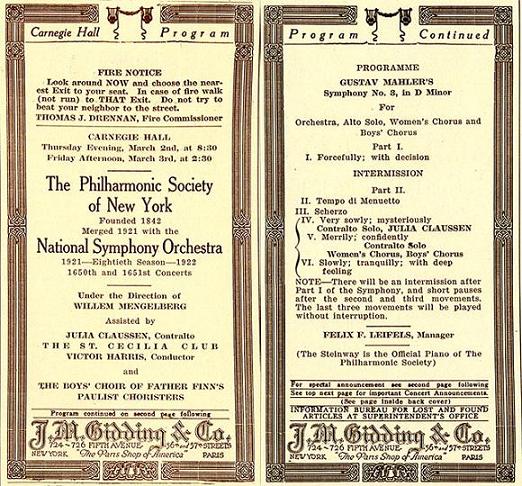 Carnegie Hall Program
FIRE NOTICE
Look around NOW and choose the near-
est Exit to your seat. In case of fire walk
(not run) to THAT Exit. Do not try to
beat your neighbor to the street.
THOMAS J. DRENNAN, Fire Commissioner
CARNEGIE HALL
Thursday Evening, March 2nd, at 8:30
Friday Afternoon, March 3rd, at 2:30
The Philharmonic Society
of New York
Founded 1842
Merged 1921 with the
National Symphony Orchestra
1921—Eightieth Season—1922
1650th and 1651st Concerts
Under the Direction of
WILLEM MENGELBERG
Assisted by
JULIA CLAUSSEN, Contralto
THE ST. CECILIA CLUB
VICTOR HARRIS, Conductor
and
THE BOYS' CHOIR OF FATHER FINN'S
PAULIST CHORISTERS
Program continued on second page following
J.M. Gidding & Co.
724~726 FIFTH AVENUE~56TH AND 57TH STREETS
NEW YORK "The Paris Shop of America" PARIS
Program Continued
PROGRAMME
GUSTAV MAHLER'S
Symphony No. 3, in D Minor
For
Orchestra, Alto Solo, Women's Chorus and
Boys' Chorus
Part I.
I. Forcefully; with decision
INTERMISSION
Part II.
II. Tempo di Menuetto
III. Scherzo
IV. Very slowly; mysteriously
Contralto Solo, JULIA CLAUSSEN
V. Merrily; confidently
Contralto Solo
Women's Chorus, Boys' Chorus
VI. Slowly; tranquilly; with deep
feeling
NOTE—There will be an intermission after
Part I of the Symphony, and short pauses
after the second and third movements.
The last three movements will be played
without interruption.
FELIX F. LEIFELS, Manager
(The Steinway is the Official Piano of The
Philharmonic Society)
For special announcement see second page following
See top next page for important Concert Announcements.
(See page inside back cover)
INFORMATION BUREAU FOR LOST AND FOUND
ARTICLES AT SUPERINTENDENT'S OFFICE
J.M. Gidding & Co.
724~726 FIFTH AVENUE~56TH AND 57TH STREETS
NEW YORK "The Paris Shop of America" PARIS